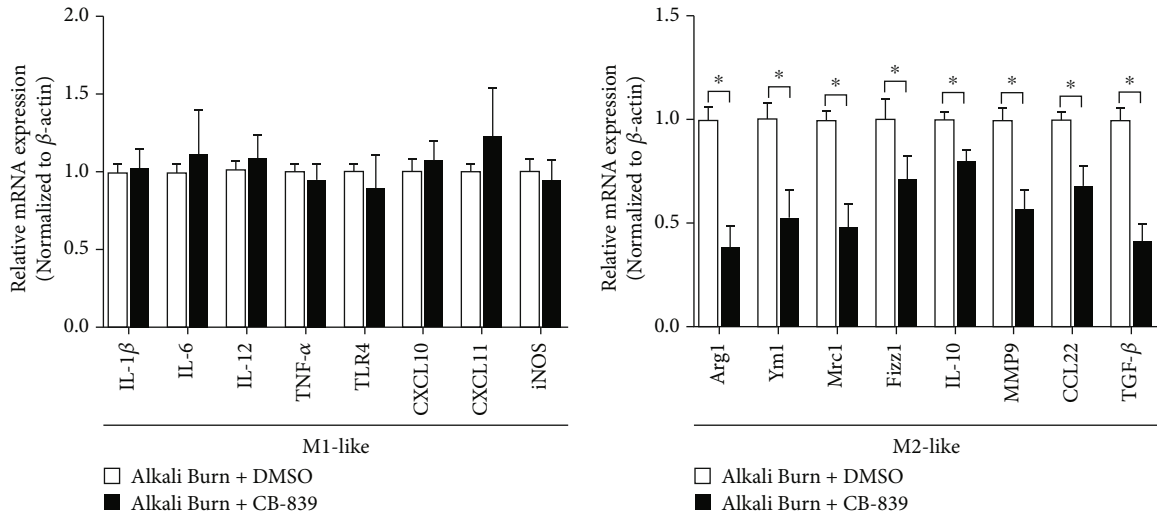 Relative mRNA expression
(Normalized to β-actin)
2.0
1.5
1.0
0.5
0.0
IL-1β
IL-6
IL-12
TNF-α
TLR4
CXCL10
CXCL11
iNOS
M1-like
Alkali Burn + DMSO
Alkali Burn + CB-839
Relative mRNA expression
(Normalized to β-actin)
1.5
1.0
0.5
0.0
* * * * * * * *
Arg1
Ym1
Mrc1
Fizz1
IL-10
MMP9
CCL22
TGF-β
M2-like
Alkali Burn + DMSO
Alkali Burn + CB-839